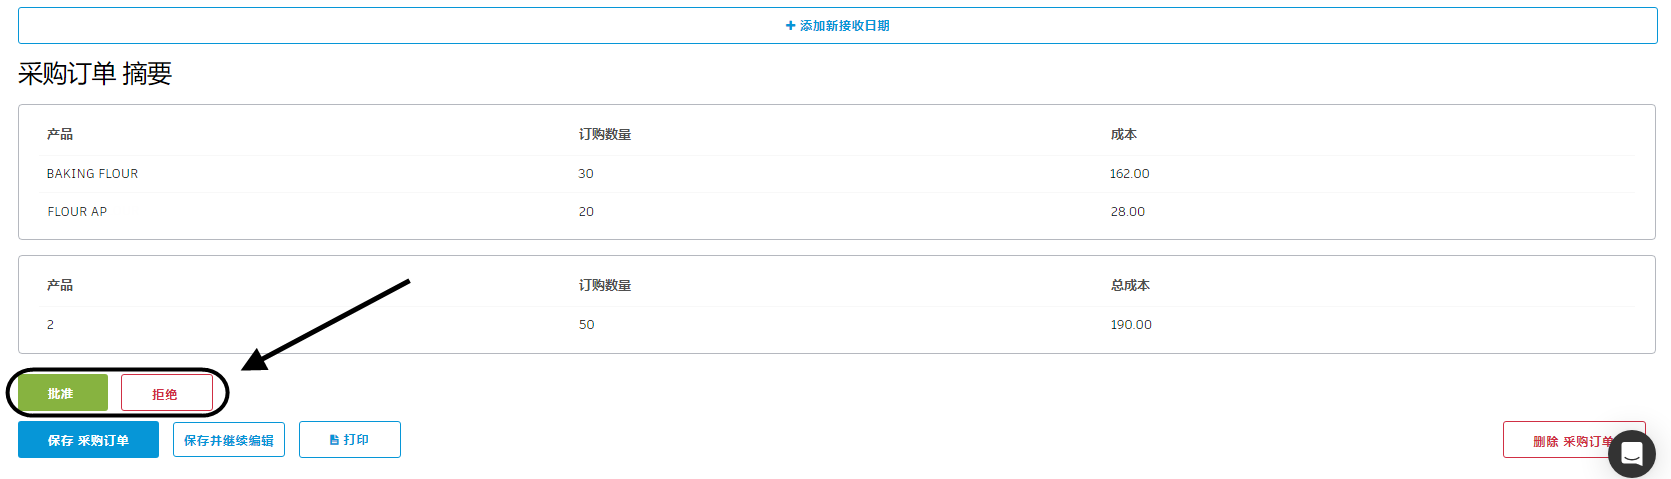 + 添加新接收日期
采购订单 摘要
产品 订购数量 成本
BAKING FLOUR 30 162.00
FLOUR AP 20 28.00
产品 订购数量 总成本
2 50 190.00
批准 拒绝
保存 采购订单 保存并继续编辑 打印 删除 采购订单